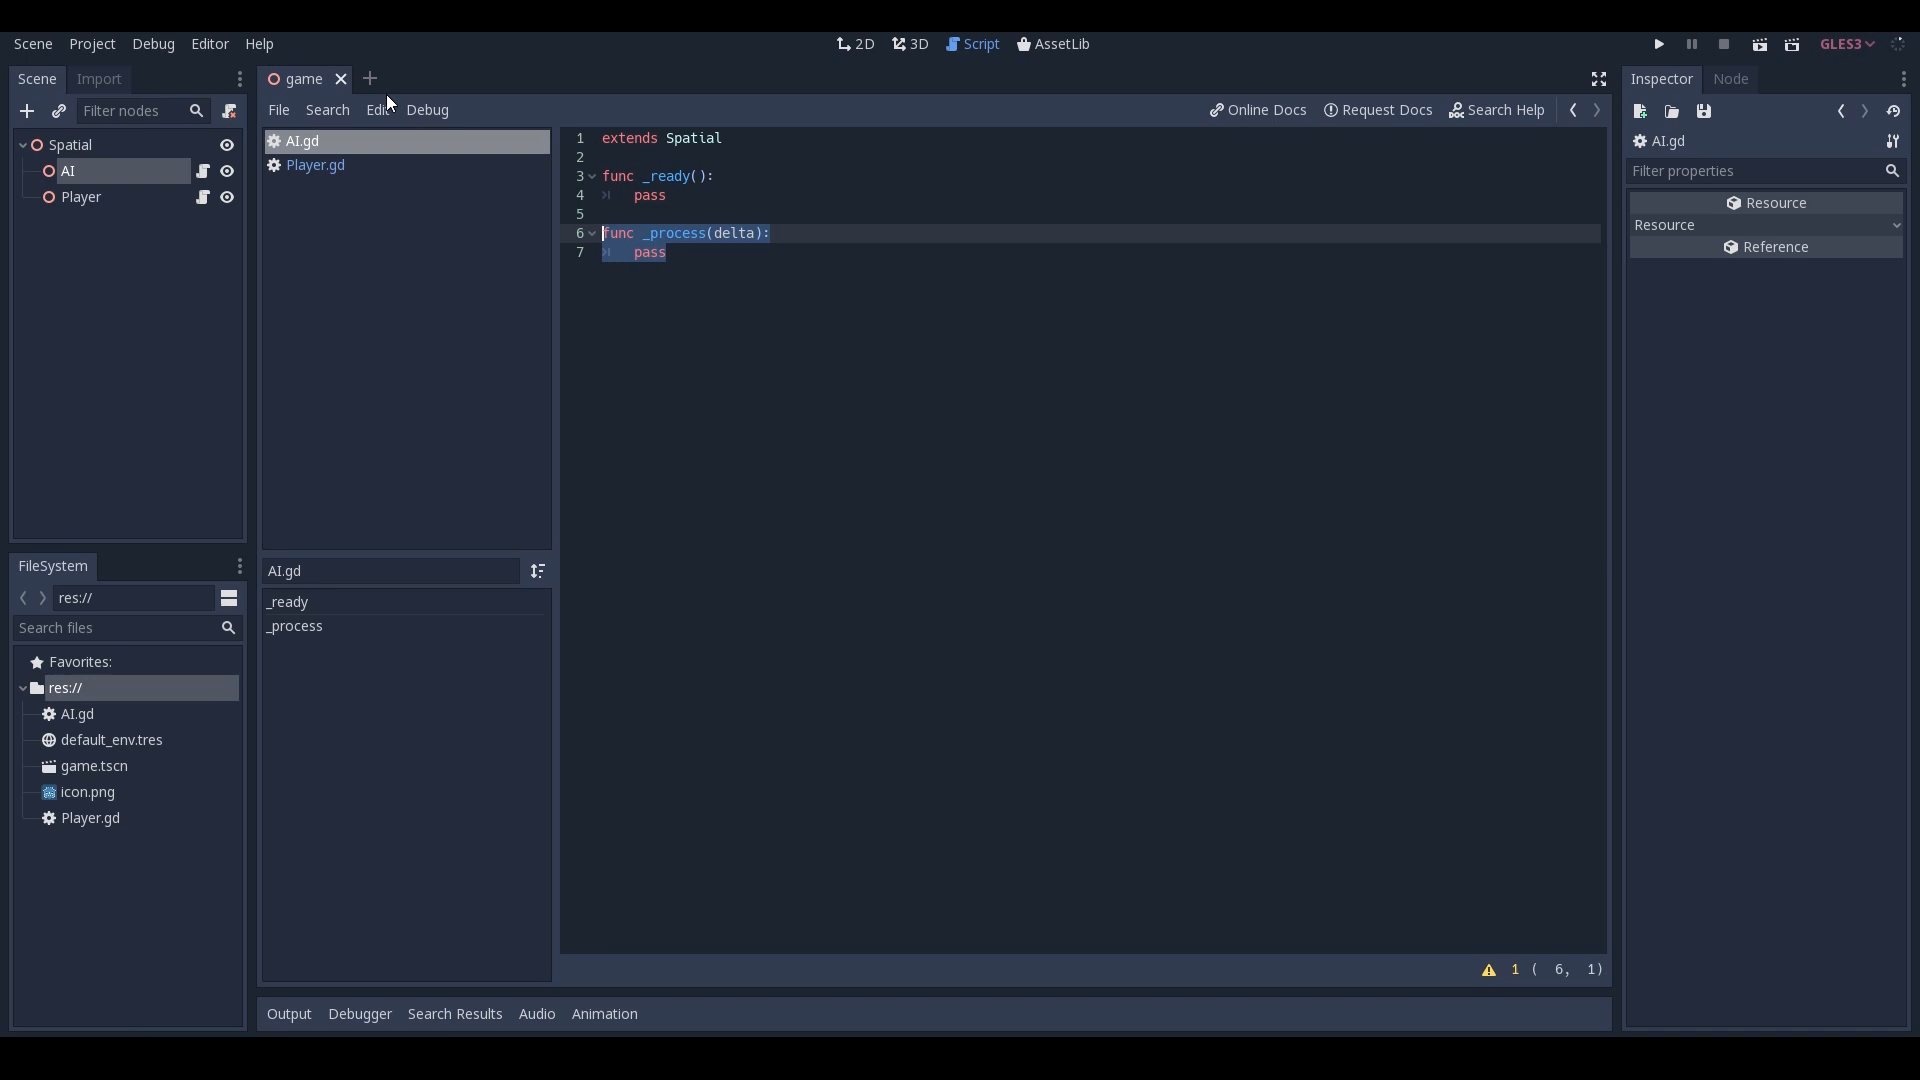 Scene Project Debug Editor Help
2D 3D Script AssetLib
GLES3
Scene Import
Filter nodes
Spatial
AI
Player
FileSystem
res://
Search files
Favorites:
res://
AI.gd
default_env.tres
game.tscn
icon.png
Player.gd
game
File Search Edit Debug
Online Docs Request Docs Search Help
AI.gd
Player.gd
AI.gd
_ready
_process
1 extends Spatial
2
3 func _ready():
4 pass
5
6 func _process(delta):
7 pass
1 ( 6, 1)
Output Debugger Search Results Audio Animation
Inspector Node
AI.gd
Filter properties
Resource
Resource
Reference